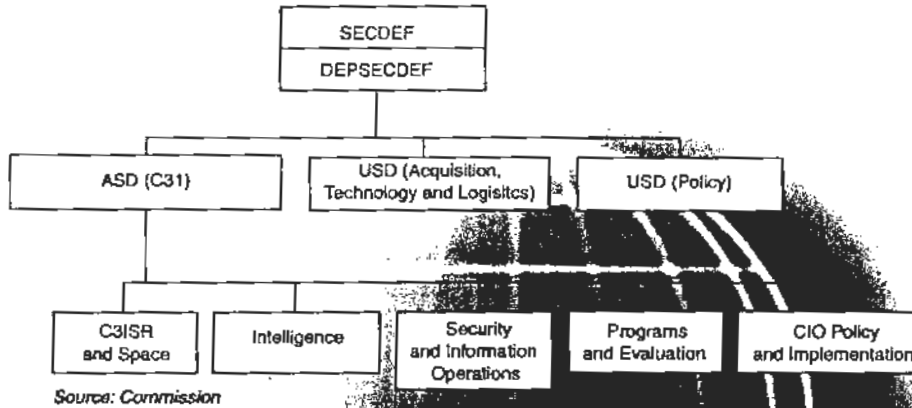 SECDEF
DEPSECDEF
ASD (C31)
USD (Acquisition,
Technology and Logisitcs)
USD (Policy)
C3ISR
and Space
Intelligence
Security
and Information
Operations
Programs
and Evaluation
CIO Policy
and Implementation
Source: Commission